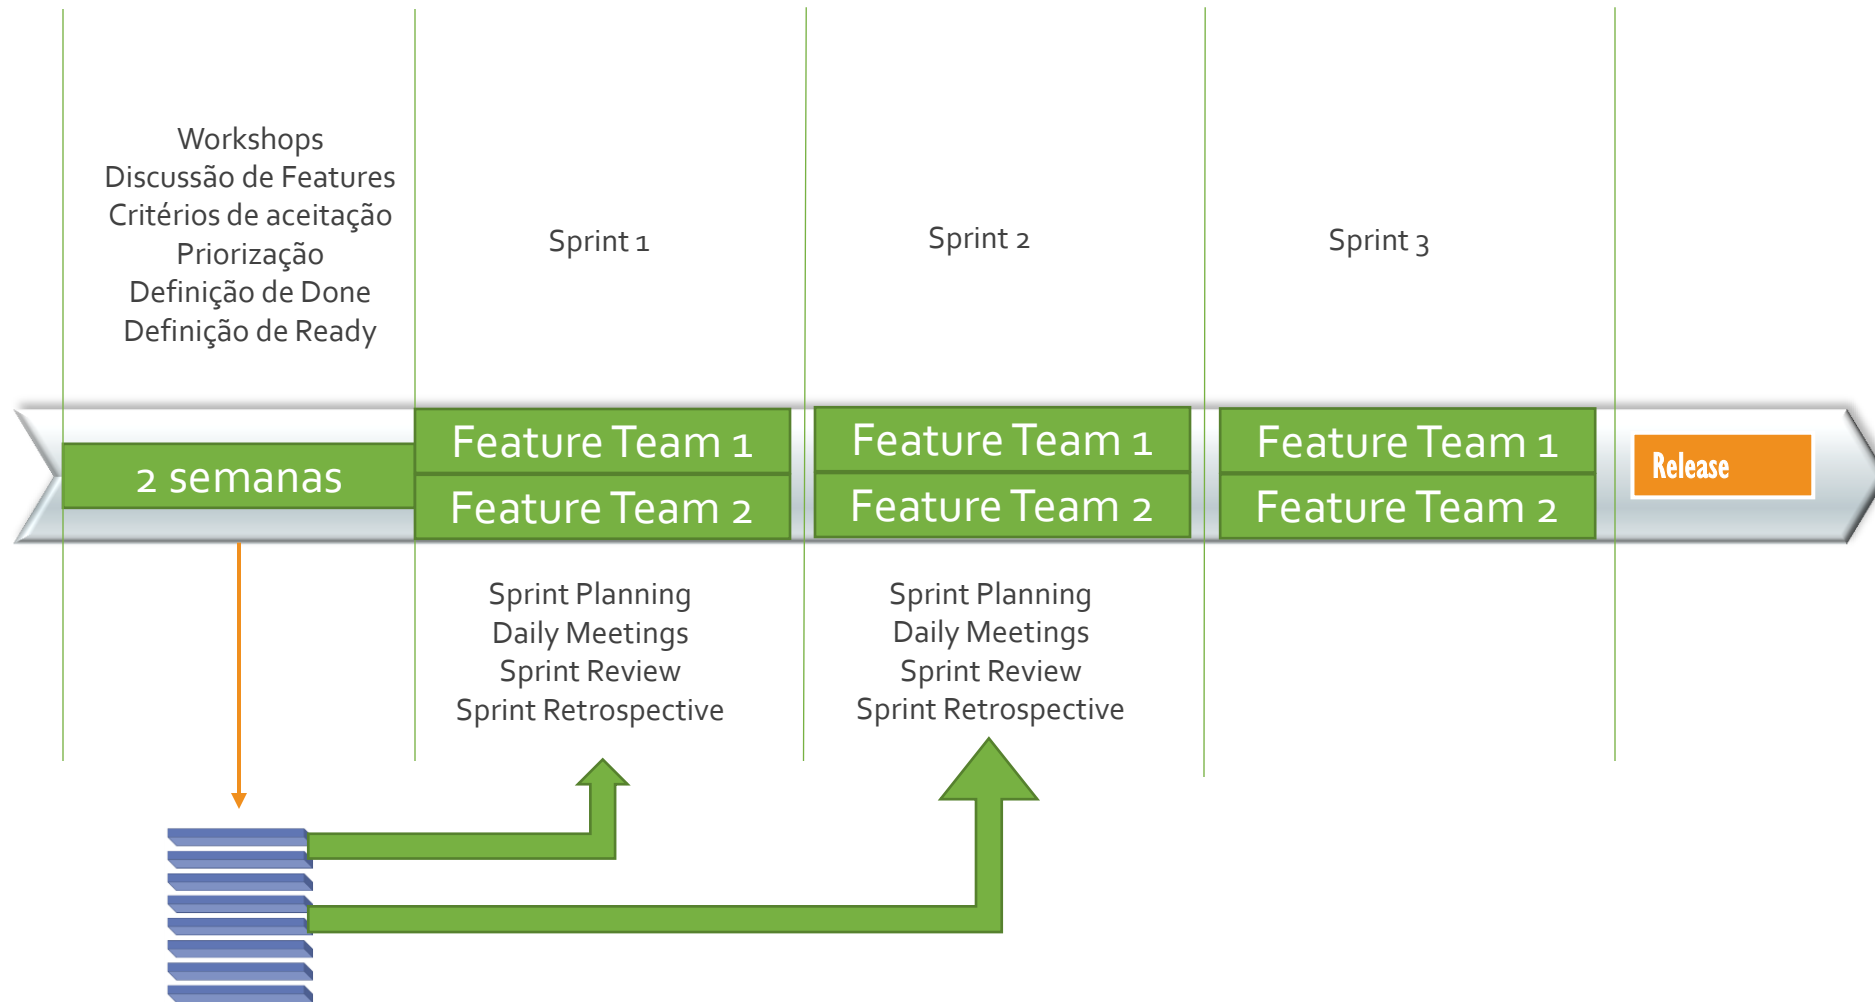 Workshops
Discussão de Features
Critérios de aceitação
Priorização
Definição de Done
Definição de Ready
Sprint 1
Sprint 2
Sprint 3
2 semanas
Feature Team 1
Feature Team 2
Feature Team 1
Feature Team 2
Feature Team 1
Feature Team 2
Release
Sprint Planning
Daily Meetings
Sprint Review
Sprint Retrospective
Sprint Planning
Daily Meetings
Sprint Review
Sprint Retrospective